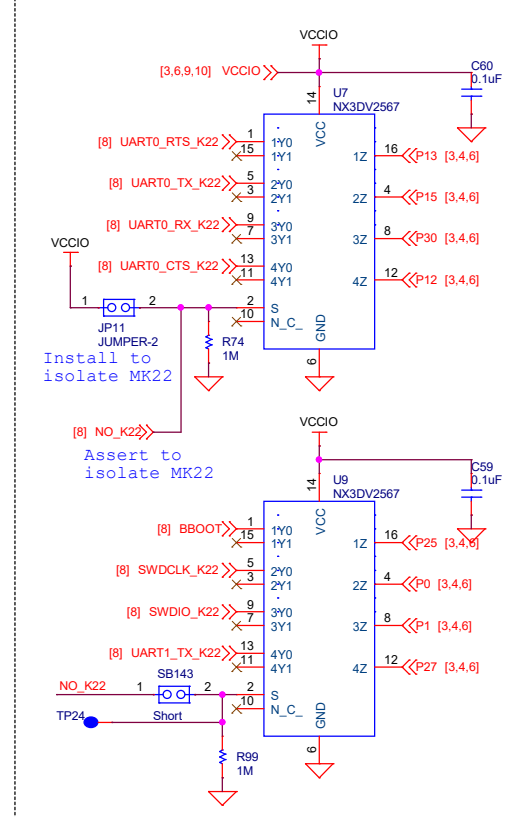 VCCIO
[3,6,9,10] VCCIO
C60
0.1uF
U7
NX3DV2567
14
VCC
[8] UART0_RTS_K22 1 1Y0
15 1Y1
1Z 16 P13 [3,4,6]
[8] UART0_TX_K22 5 2Y0
3 2Y1
2Z 4 P15 [3,4,6]
[8] UART0_RX_K22 9 3Y0
7 3Y1
3Z 8 P30 [3,4,6]
[8] UART0_CTS_K22 13 4Y0
11 4Y1
4Z 12 P12 [3,4,6]
VCCIO
1 2
JP11
JUMPER-2
2 S
10 N_C_
GND
6
R74
1M
Install to
isolate MK22
[8] NO_K22
Assert to
isolate MK22
VCCIO
C59
0.1uF
U9
NX3DV2567
14
VCC
[8] BBOOT 1 1Y0
15 1Y1
1Z 16 P25 [3,4,6]
[8] SWDCLK_K22 5 2Y0
3 2Y1
2Z 4 P0 [3,4,6]
[8] SWDIO_K22 9 3Y0
7 3Y1
3Z 8 P1 [3,4,6]
[8] UART1_TX_K22 13 4Y0
11 4Y1
4Z 12 P27 [3,4,6]
SB143
NO_K22 1 2
2 S
10 N_C_
GND
6
TP24
Short
R99
1M